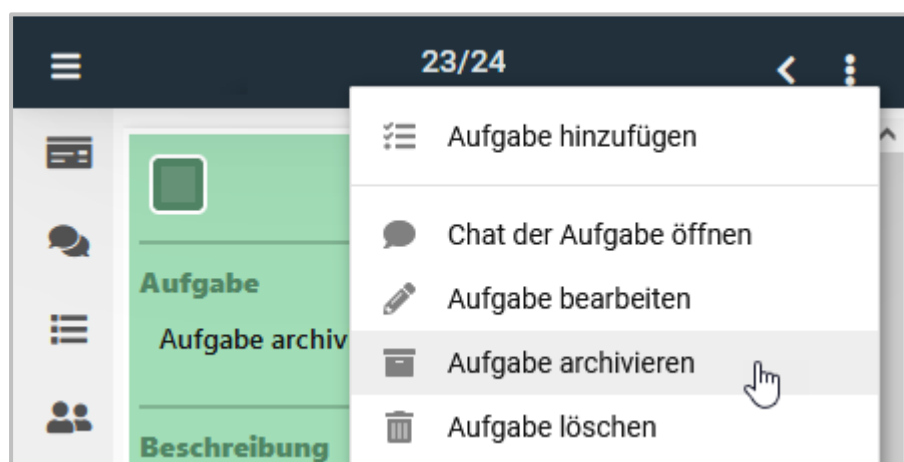 23/24
Aufgabe hinzufügen
Chat der Aufgabe öffnen
Aufgabe bearbeiten
Aufgabe archivieren
Aufgabe löschen
Aufgabe
Aufgabe archiv
Beschreibung